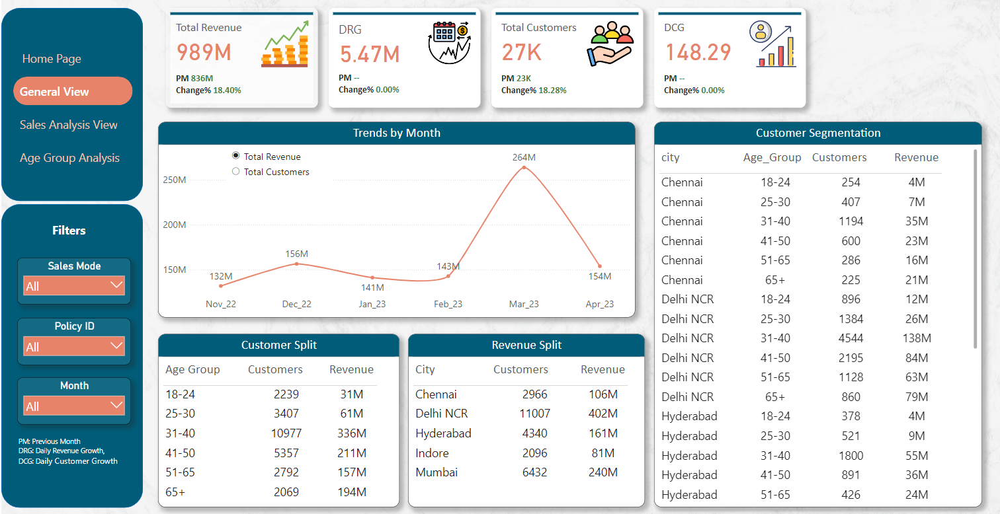 Home Page
General View
Sales Analysis View
Age Group Analysis
Filters
Sales Mode
All
Policy ID
All
Month
All
PM: Previous Month
DRG: Daily Revenue Growth,
DCG: Daily Customer Growth
Total Revenue
989M
PM 836M
Change% 18.40%
DRG
5.47M
PM --
Change% 0.00%
Total Customers
27K
PM 23K
Change% 18.28%
DCG
148.29
PM --
Change% 0.00%
Trends by Month
Total Revenue
Total Customers
250M
200M
150M
132M
156M
141M
143M
264M
154M
Nov_22 Dec_22 Jan_23 Feb_23 Mar_23 Apr_23
Customer Split
Age Group Customers Revenue
18-24 2239 31M
25-30 3407 61M
31-40 10977 336M
41-50 5357 211M
51-65 2792 157M
65+ 2069 194M
Revenue Split
City Customers Revenue
Chennai 2966 106M
Delhi NCR 11007 402M
Hyderabad 4340 161M
Indore 2096 81M
Mumbai 6432 240M
Customer Segmentation
city Age_Group Customers Revenue
Chennai 18-24 254 4M
Chennai 25-30 407 7M
Chennai 31-40 1194 35M
Chennai 41-50 600 23M
Chennai 51-65 286 16M
Chennai 65+ 225 21M
Delhi NCR 18-24 896 12M
Delhi NCR 25-30 1384 26M
Delhi NCR 31-40 4544 138M
Delhi NCR 41-50 2195 84M
Delhi NCR 51-65 1128 63M
Delhi NCR 65+ 860 79M
Hyderabad 18-24 378 4M
Hyderabad 25-30 521 9M
Hyderabad 31-40 1800 55M
Hyderabad 41-50 891 36M
Hyderabad 51-65 426 24M